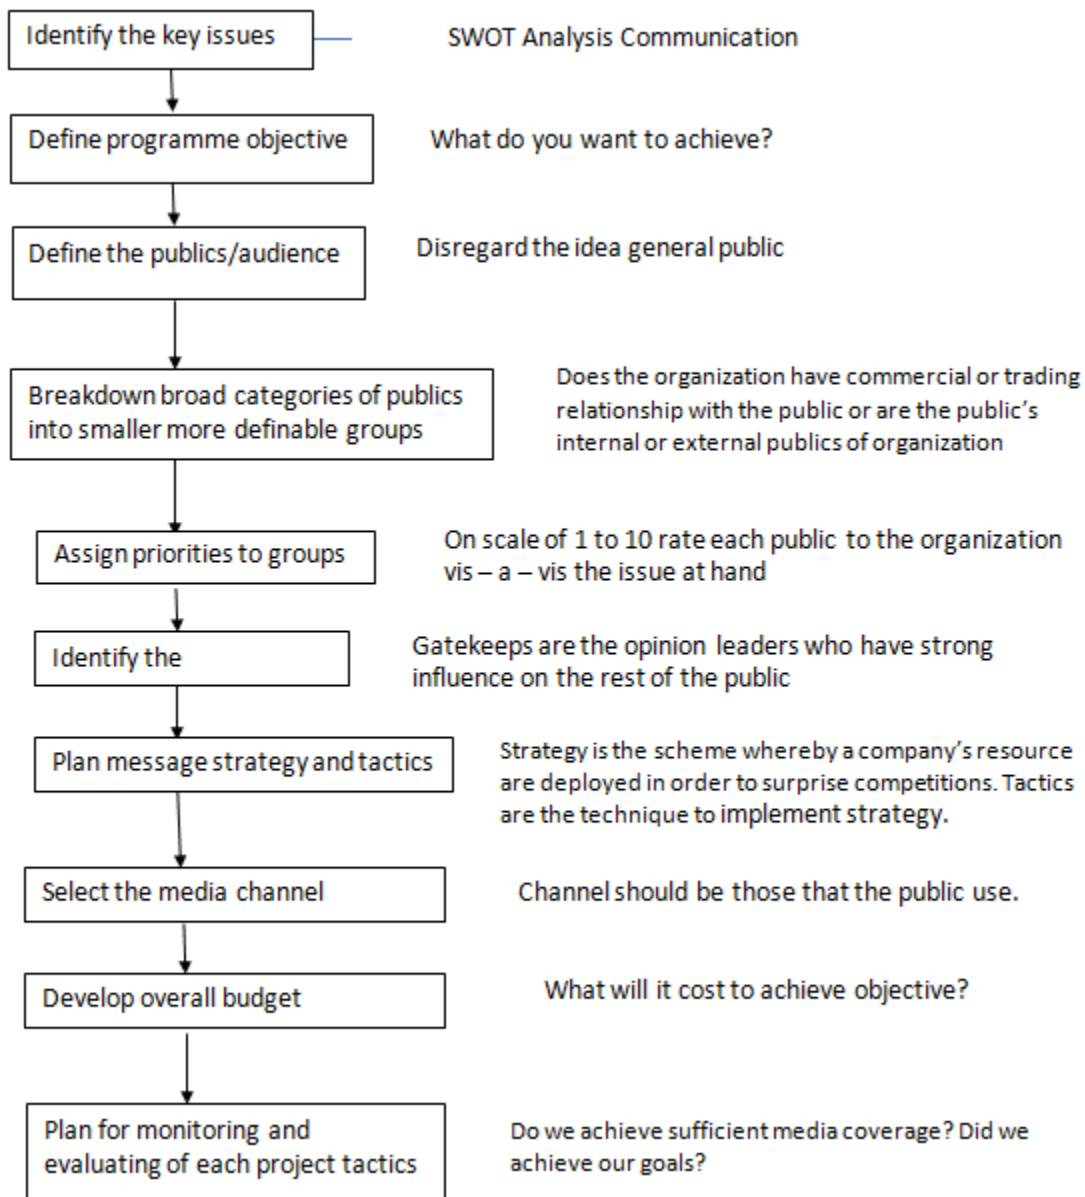 Identify the key issues
SWOT Analysis Communication
Define programme objective
What do you want to achieve?
Define the publics/audience
Disregard the idea general public
Breakdown broad categories of publics
into smaller more definable groups
Does the organization have commercial or trading
relationship with the public or are the public's
internal or external publics of organization
Assign priorities to groups
On scale of 1 to 10 rate each public to the organization
vis – a – vis the issue at hand
Identify the
Gatekeeps are the opinion leaders who have strong
influence on the rest of the public
Plan message strategy and tactics
Strategy is the scheme whereby a company's resource
are deployed in order to surprise competitions. Tactics
are the technique to implement strategy.
Select the media channel
Channel should be those that the public use.
Develop overall budget
What will it cost to achieve objective?
Plan for monitoring and
evaluating of each project tactics
Do we achieve sufficient media coverage? Did we
achieve our goals?